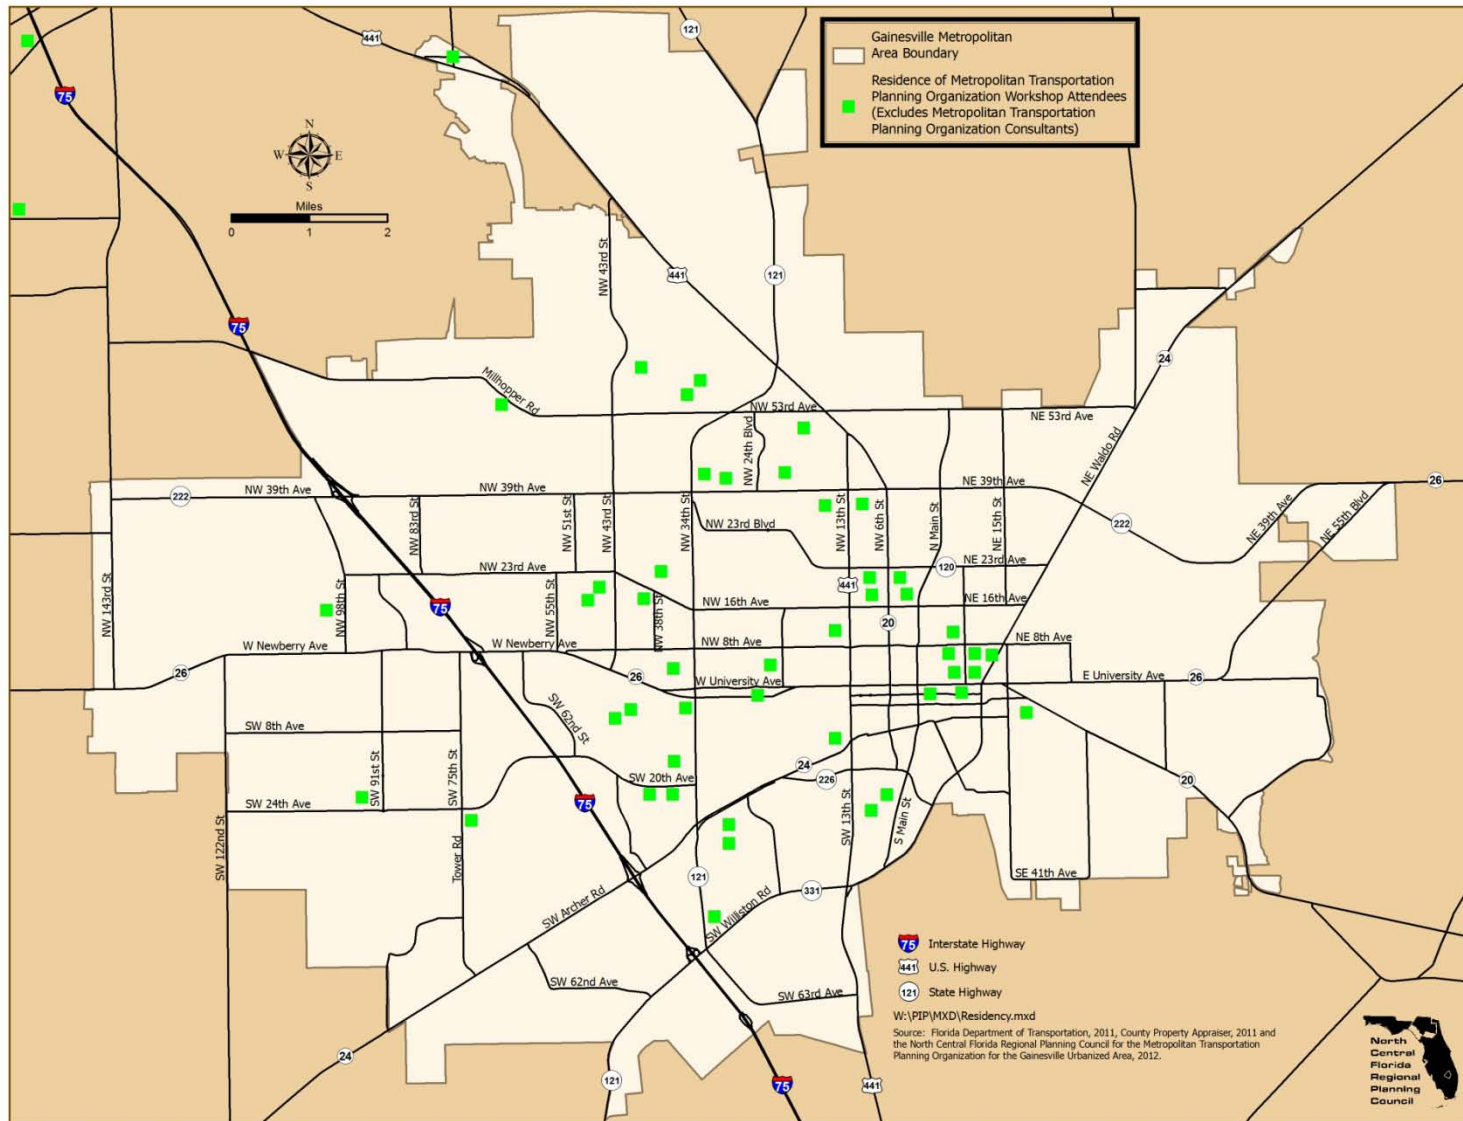 441
121
Gainesville Metropolitan
Area Boundary
Residence of Metropolitan Transportation
Planning Organization Workshop Attendees
(Excludes Metropolitan Transportation
Planning Organization Consultants)
75
N
W E
S
Miles
0 1 2
NW 43rd St
441
121
75
24
Millhopper Rd
NW 53rd Ave
NE 53rd Ave
NW 24th Blvd
NE Waldo Rd
222
NW 39th Ave
NW 39th Ave
NE 39th Ave
26
NW 83rd St
NW 51st St
NW 43rd St
NW 34th St
NW 23rd Blvd
NW 13th St
NW 6th St
N Main St
NE 15th St
222
NE 39th Ave
NE 55th Blvd
NW 143rd St
NW 98th St
NW 23rd Ave
75
NW 55th St
NW 38th St
441
120
NE 23rd Ave
NW 16th Ave
NE 16th Ave
20
W Newberry Ave
W Newberry Ave
NW 8th Ave
NE 8th Ave
26
26
W University Ave
E University Ave
26
SW 8th Ave
SW 62nd St
SW 91st St
SW 75th St
SW 20th Ave
24
226
20
SW 24th Ave
75
SW 122nd St
Tower Rd
SW 13th St
S Main St
SW Archer Rd
121
SW Williston Rd
331
SE 41th Ave
SW 62nd Ave
SW 63rd Ave
75 Interstate Highway
441 U.S. Highway
121 State Highway
W:\PIP\MXD\Residency.mxd
Source: Florida Department of Transportation, 2011, County Property Appraiser, 2011 and
the North Central Florida Regional Planning Council for the Metropolitan Transportation
Planning Organization for the Gainesville Urbanized Area, 2012.
24
121
75
441
North
Central
Florida
Regional
Planning
Council